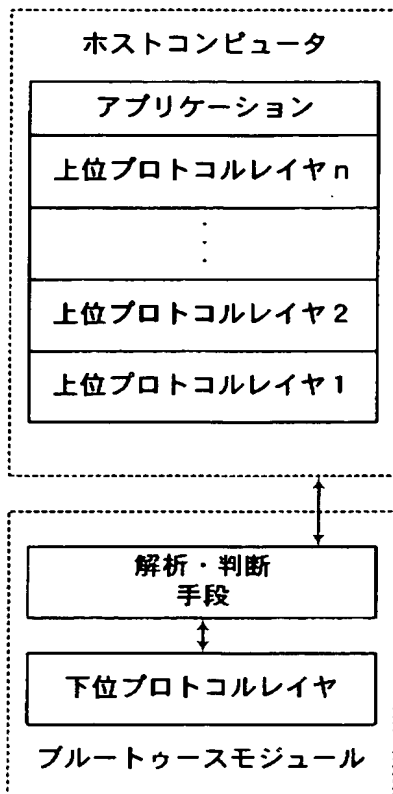 ホストコンピュータ
アプリケーション
上位プロトコルレイヤn
・
・
・
上位プロトコルレイヤ2
上位プロトコルレイヤ1
解析・判断
手段
下位プロトコルレイヤ
ブルートゥースモジュール